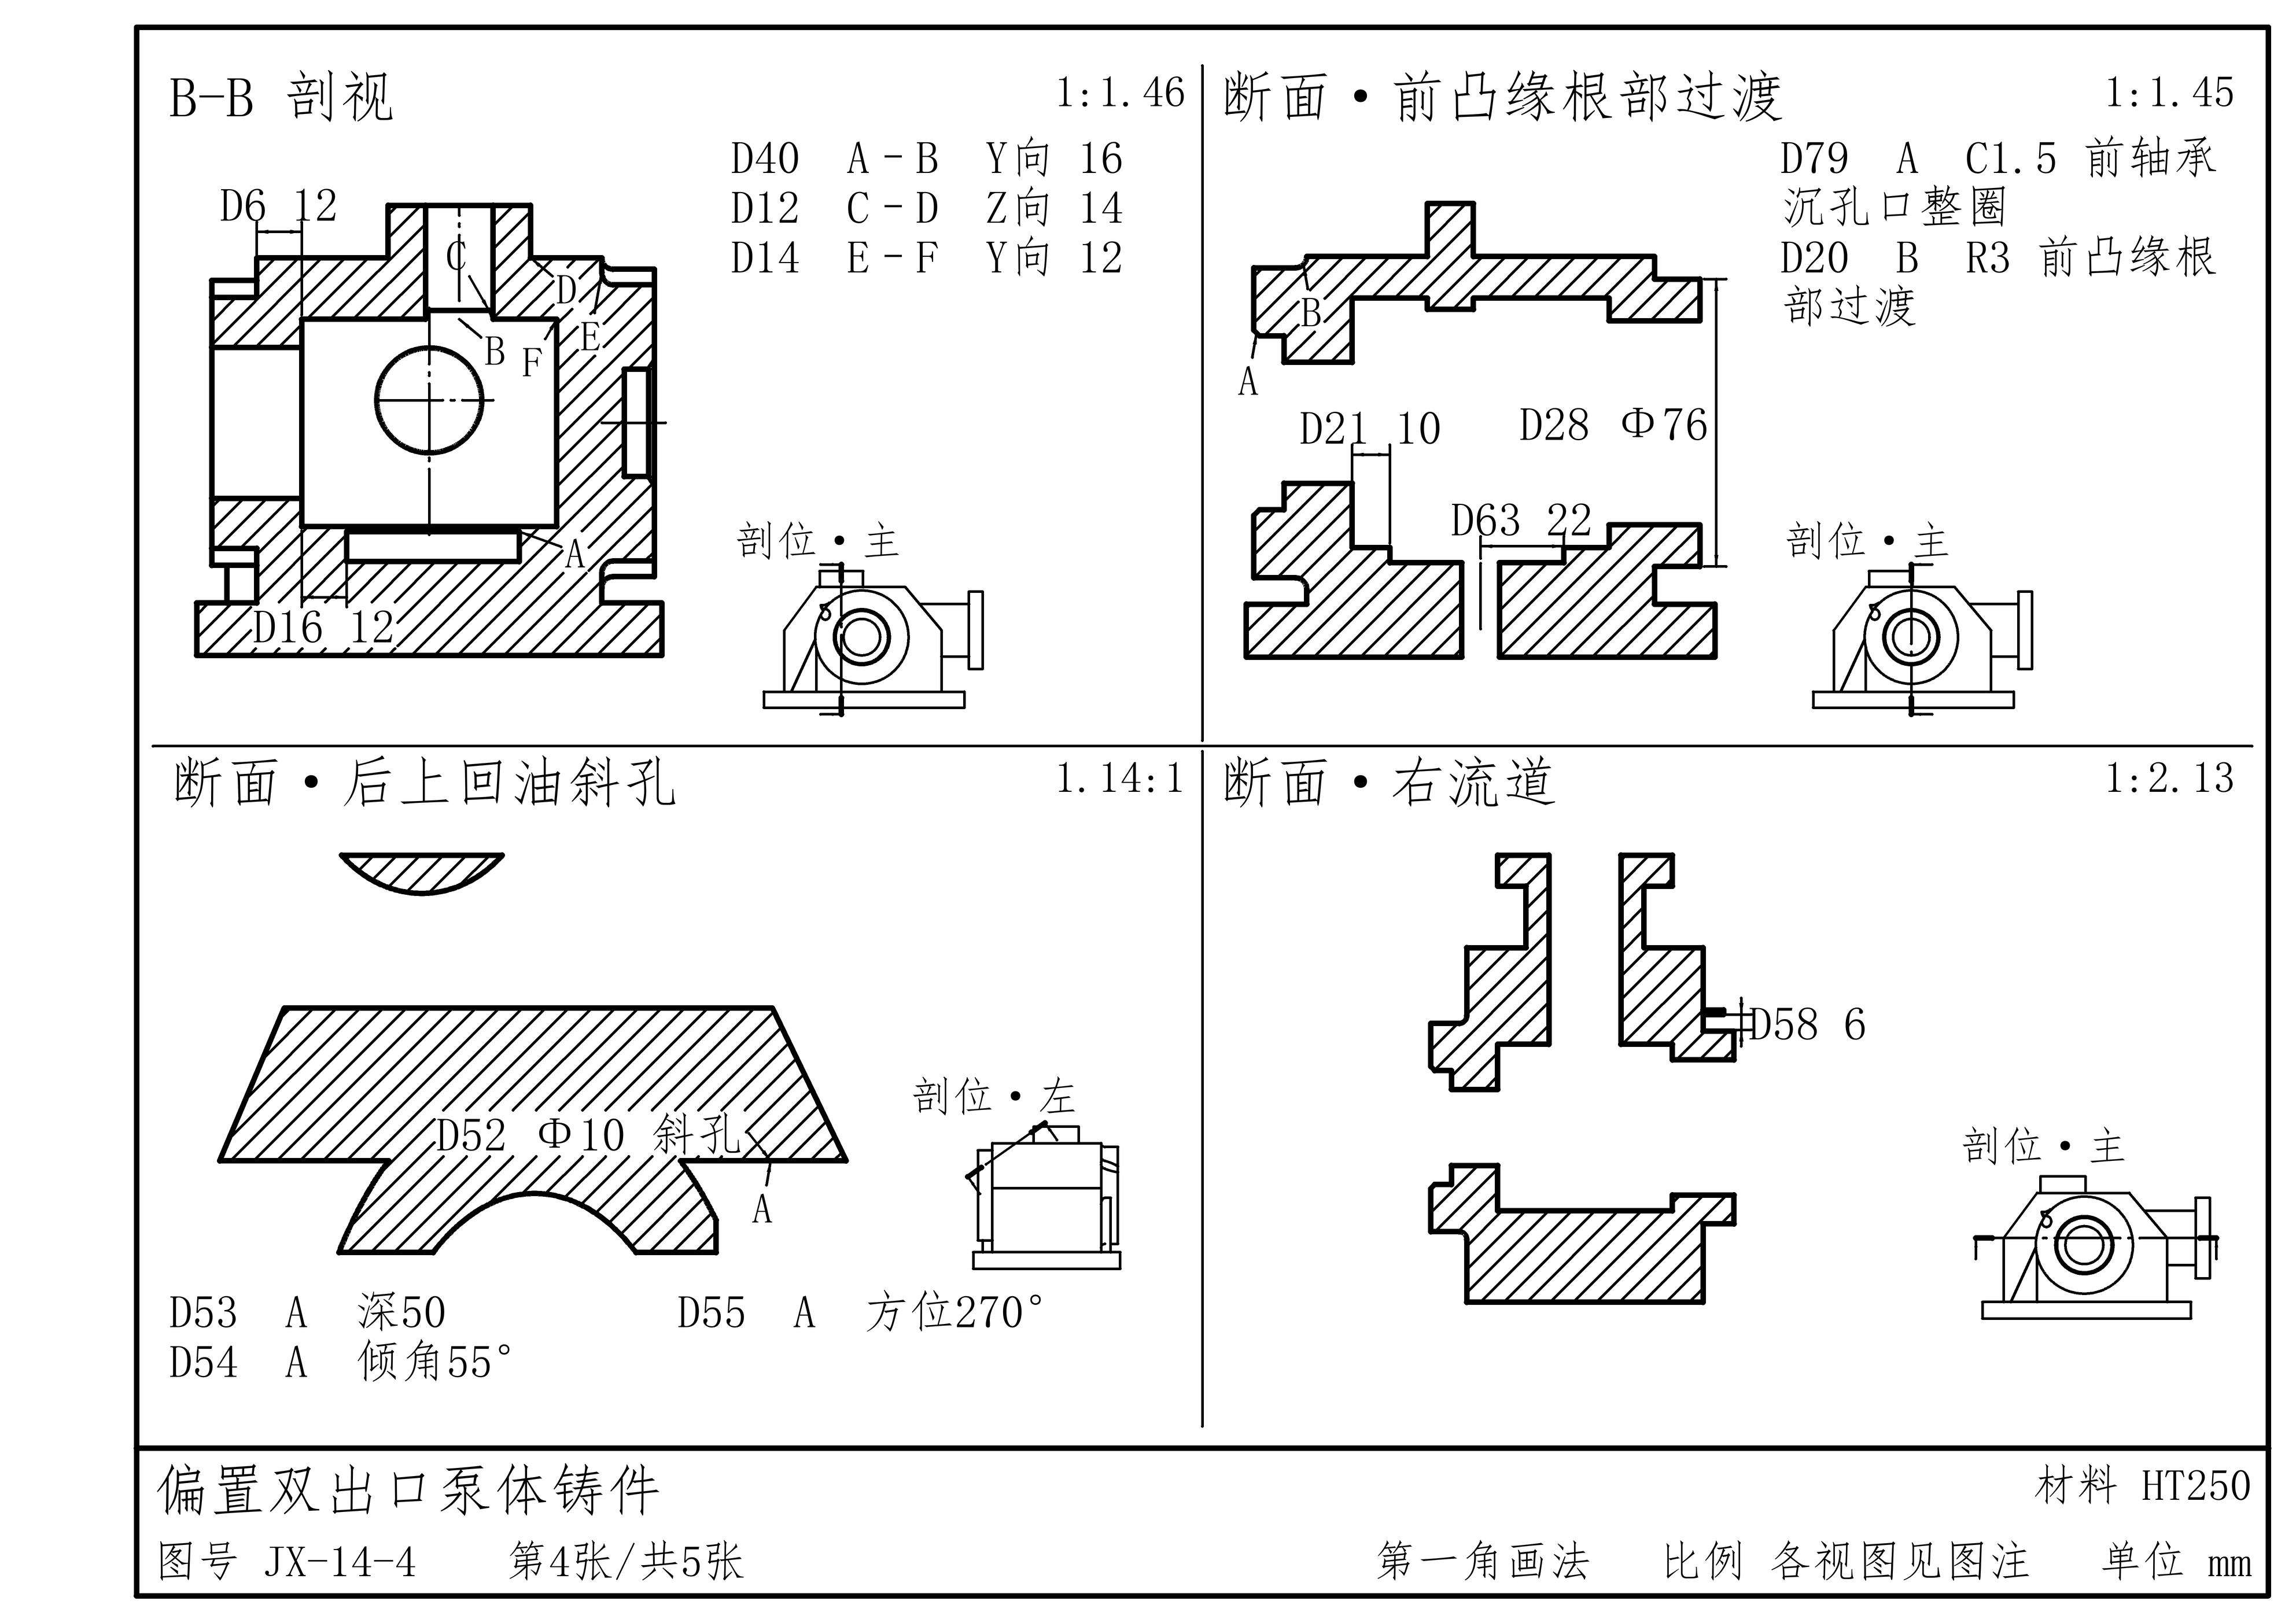 B-B 剖视 1:1.46
D40 A-B Y向 16
D12 C-D Z向 14
D14 E-F Y向 12
D6 12
C
D
E
B
F
A
D16 12
剖位·主
断面·前凸缘根部过渡 1:1.45
D79 A C1.5 前轴承
沉孔口整圈
D20 B R3 前凸缘根
部过渡
B
A
D21 10
D28 Φ76
D63 22
剖位·主
断面·后上回油斜孔 1.14:1
剖位·左
D52 Φ10 斜孔
A
D53 A 深50
D55 A 方位270°
D54 A 倾角55°
断面·右流道 1:2.13
D58 6
剖位·主
偏置双出口泵体铸件 材料 HT250
图号 JX-14-4 第4张/共5张 第一角画法 比例 各视图见图注 单位 mm